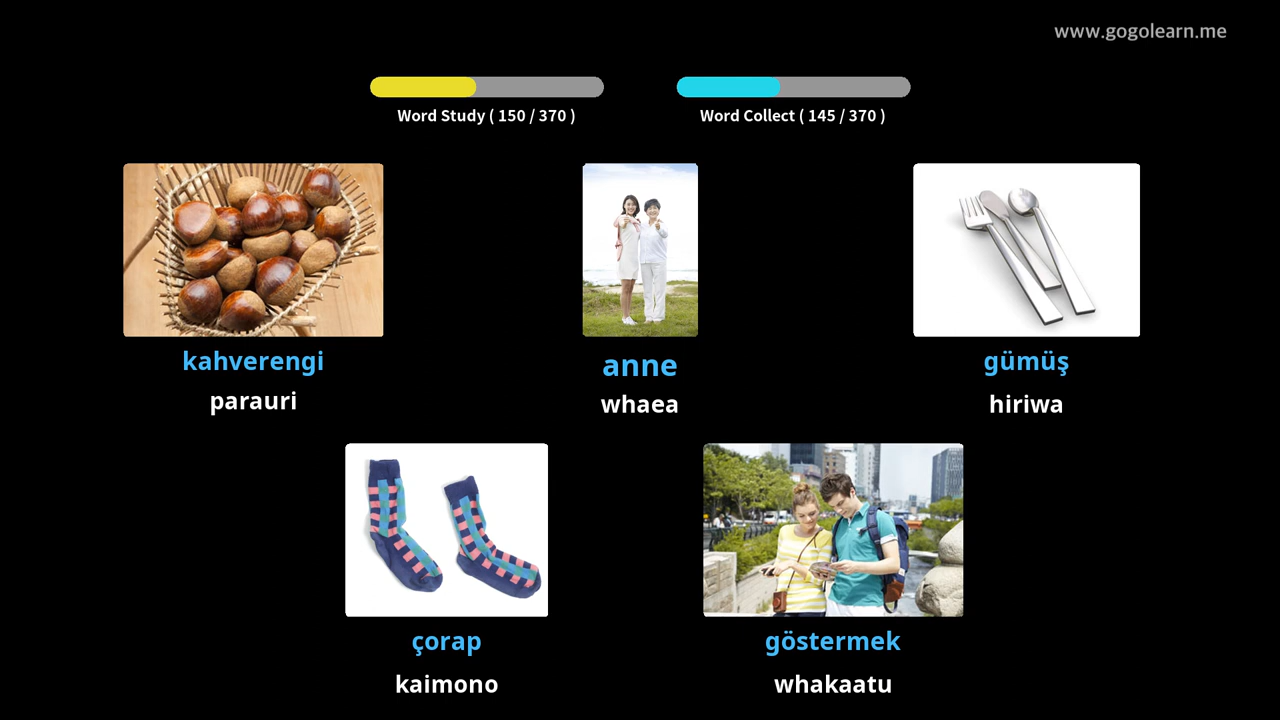 www.gogolearn.me
Word Study ( 150 / 370 )
Word Collect ( 145 / 370 )
kahverengi
parauri
anne
whaea
gümüş
hiriwa
çorap
kaimono
göstermek
whakaatu